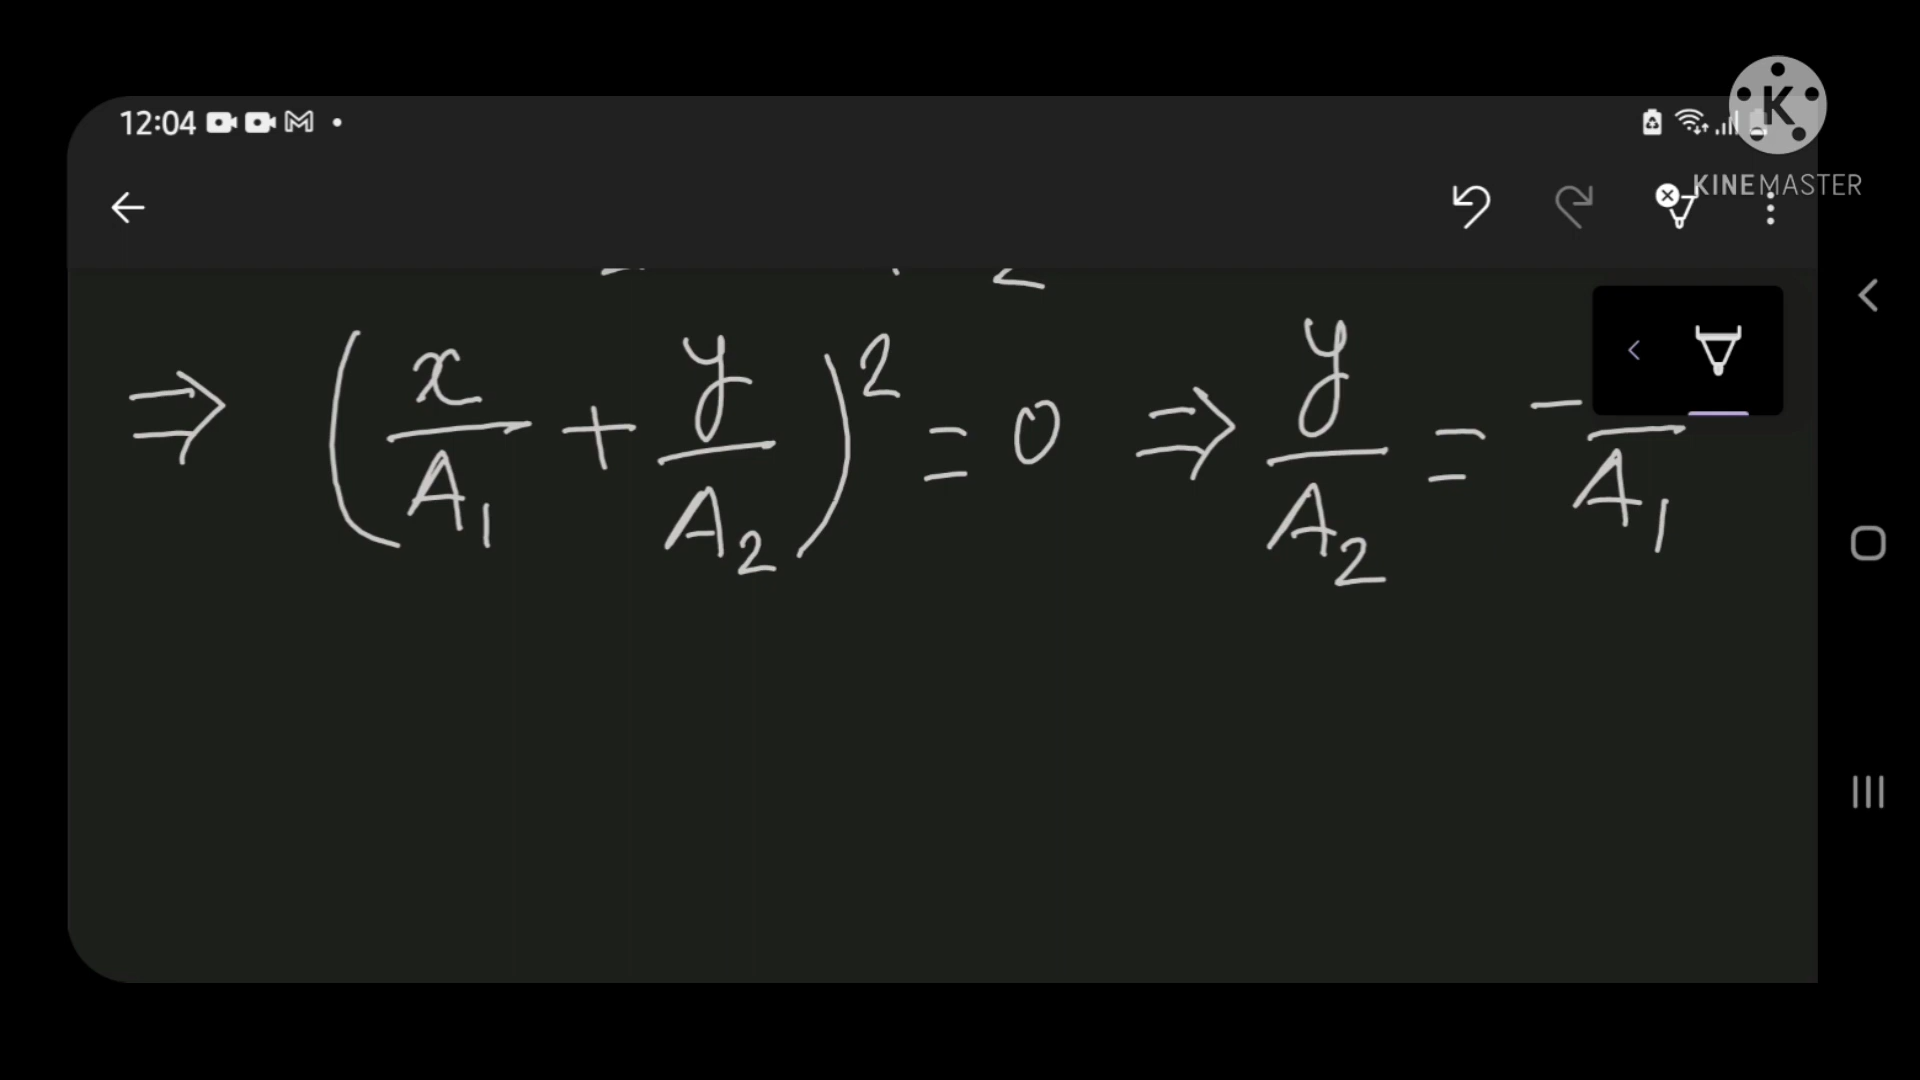 12:04
KINEMASTER
⇒ (x/A₁ + y/A₂)² = 0 ⇒ y/A₂ = - /A₁